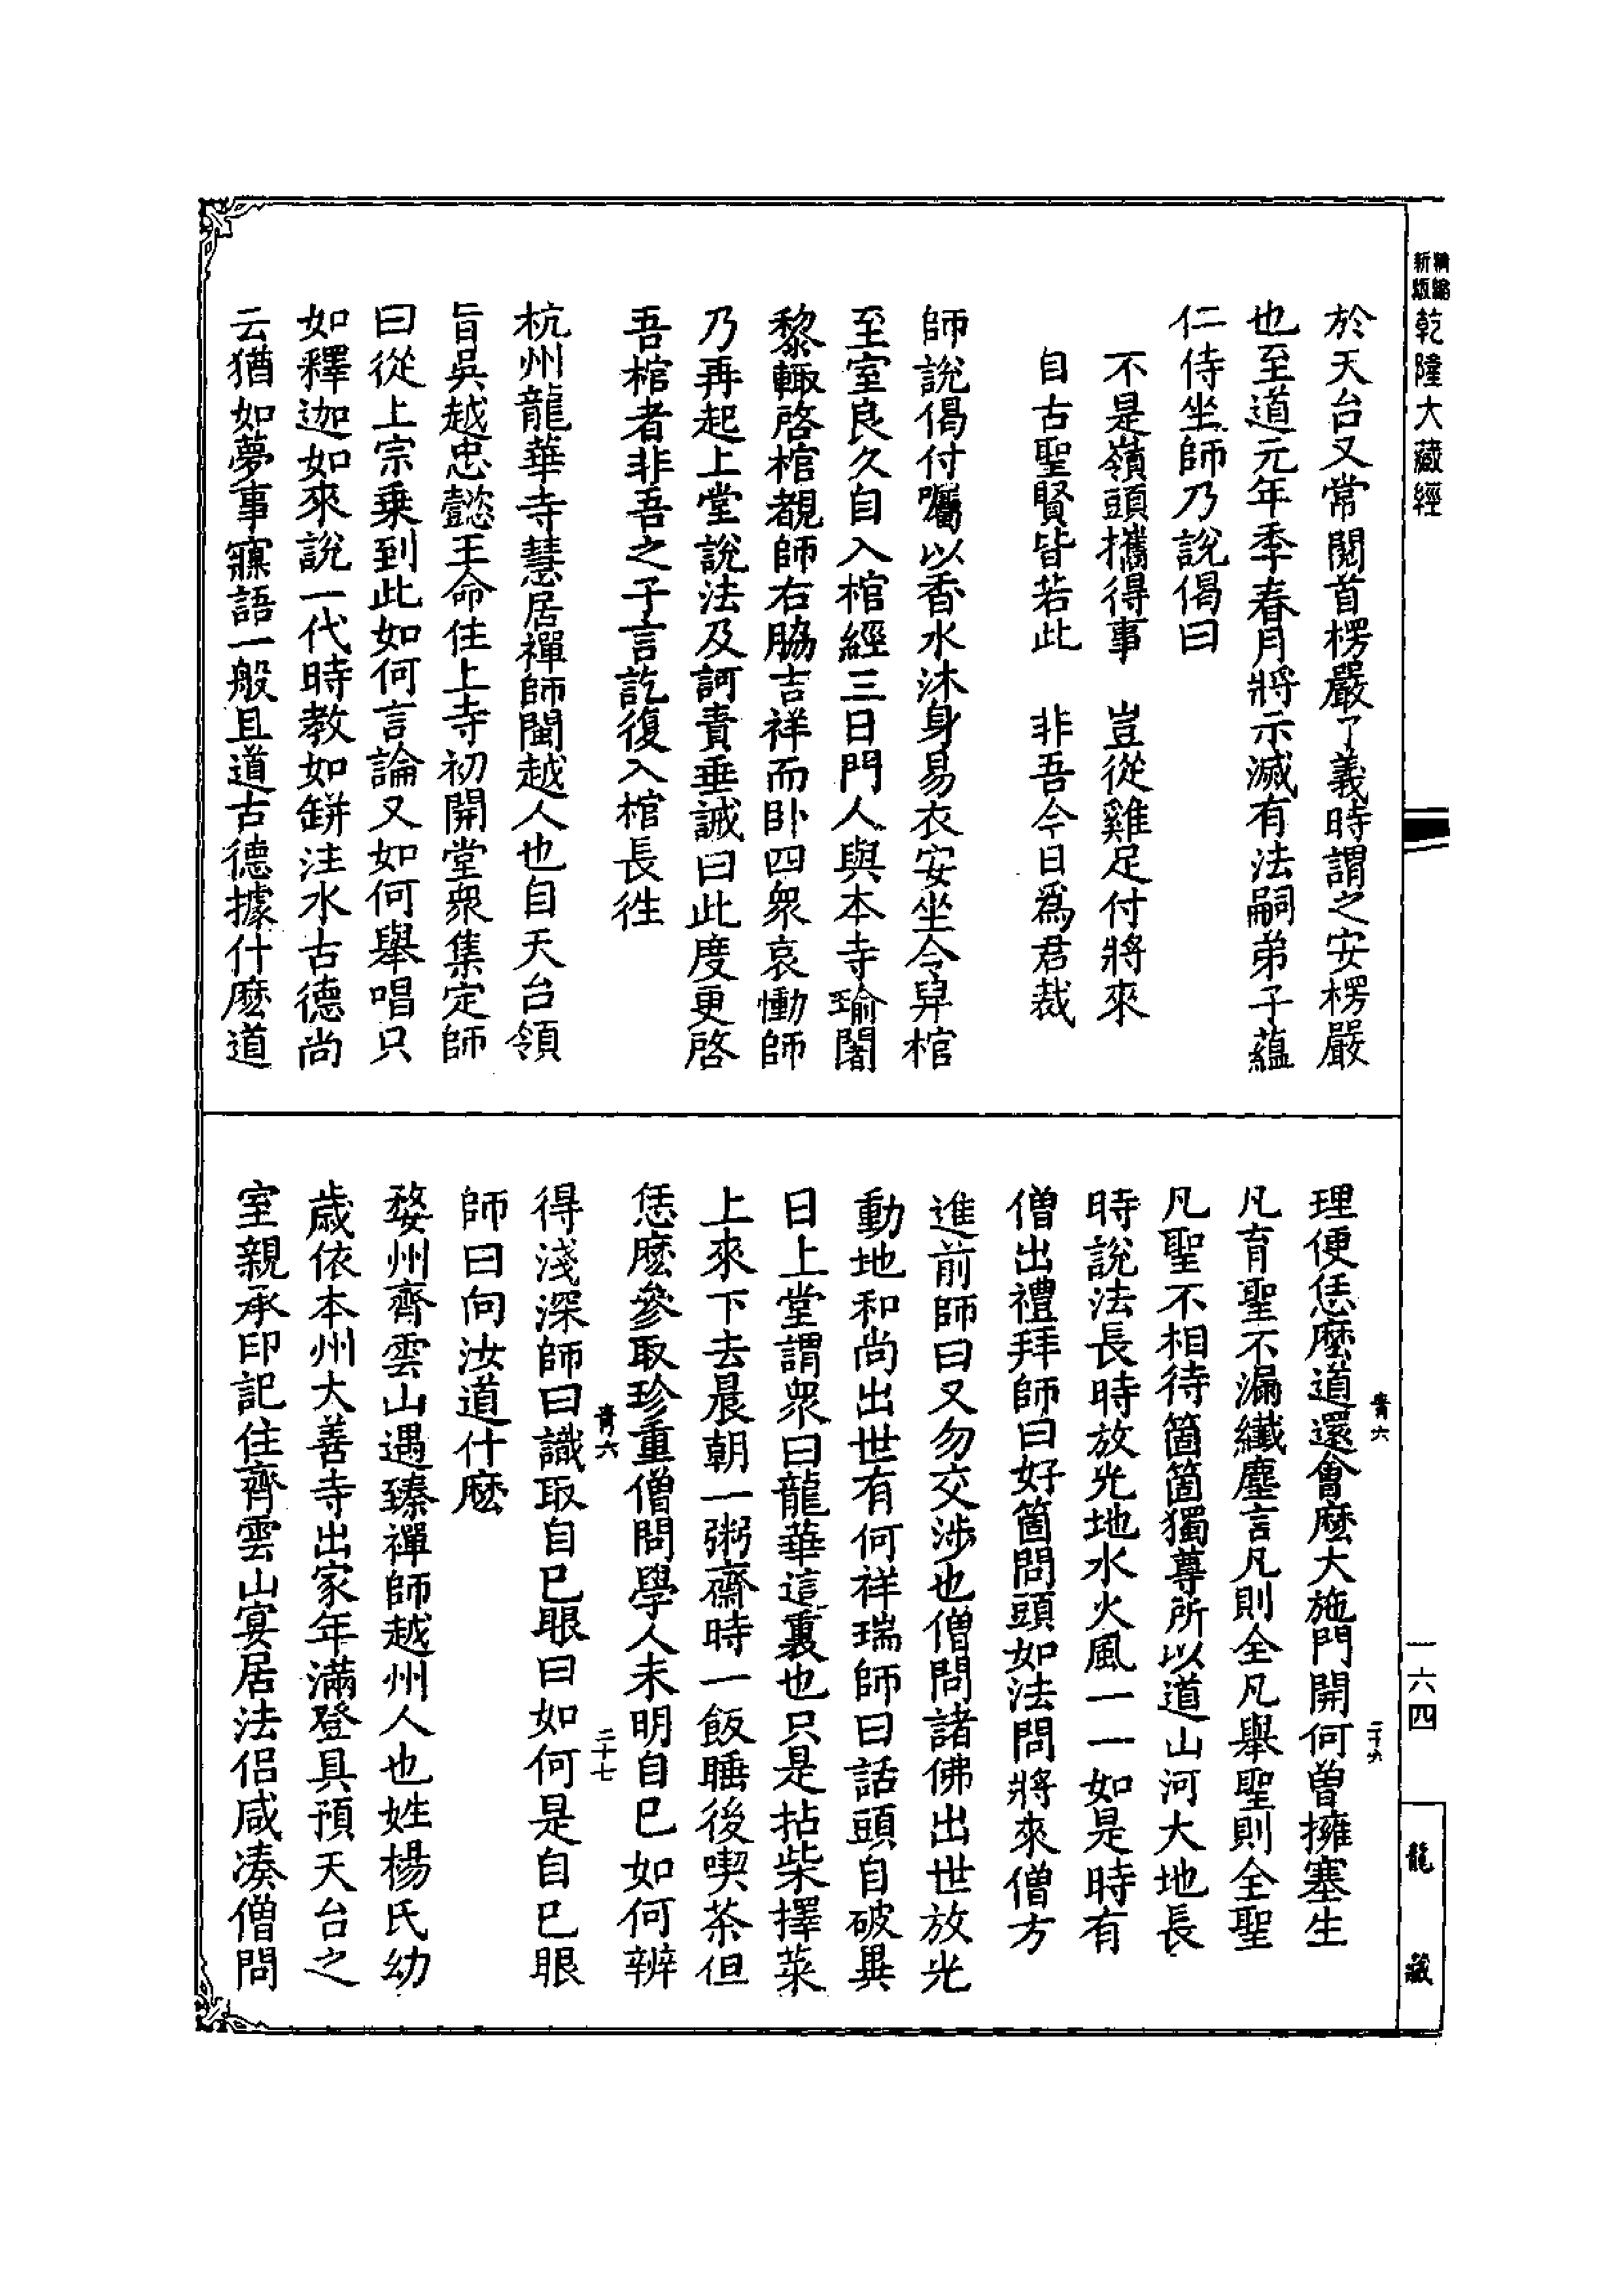 精縮
新版
乾隆大藏經
於天台又常閱首楞嚴了義時謂之安楞嚴
也至道元年季春月將示滅有法嗣弟子蘊
仁侍坐師乃說偈曰
不是嶺頭攜得事　豈從雞足付將來
自古聖賢皆若此　非吾今日爲君裁
師說偈付囑以香水沐身易衣安坐令舁棺
至室良久自入棺經三日門人與本寺瑜闍
黎輙啓棺覩師右脇吉祥而卧四衆哀慟師
乃再起上堂說法及訶責垂誡曰此度更啓
吾棺者非吾之子言訖復入棺長徃
杭州龍華寺慧居禪師閩越人也自天台領
旨吳越忠懿王命住上寺初開堂衆集定師
曰從上宗乗到此如何言論又如何舉唱只
如釋迦如來說一代時教如缾注水古德尚
云猶如夢事寱語一般且道古德據什麽道
青六
二十六
理便恁麽道還會麽大施門開何曽擁塞生
凡育聖不漏纖塵言凡則全凡舉聖則全聖
凡聖不相待箇箇獨尊所以道山河大地長
時說法長時放光地水火風一一如是時有
僧出禮拜師曰好箇問頭如法問將來僧方
進前師曰又勿交涉也僧問諸佛出世放光
動地和尚出世有何祥瑞師曰話頭自破異
日上堂謂衆曰龍華這裏也只是拈柴擇菜
上來下去晨朝一粥齋時一飯睡後喫茶但
恁麽參取珍重僧問學人未明自己如何辨
青六
二十七
得淺深師曰識取自己眼曰如何是自己眼
師曰向汝道什麽
婺州齊雲山遇臻禪師越州人也姓楊氏幼
歳依本州大善寺出家年滿登具預天台之
室親承印記住齊雲山宴居法侣咸湊僧問
一六四
龍藏